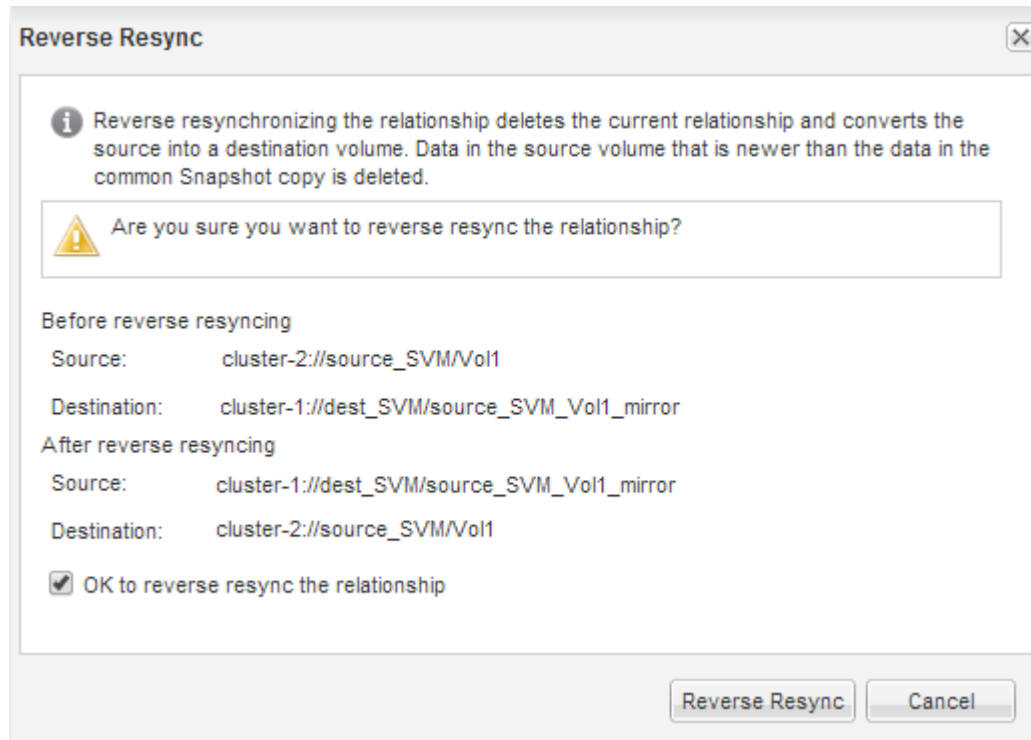 Reverse Resync
Reverse resynchronizing the relationship deletes the current relationship and converts the
source into a destination volume. Data in the source volume that is newer than the data in the
common Snapshot copy is deleted.
Are you sure you want to reverse resync the relationship?
Before reverse resyncing
Source: cluster-2://source_SVM/Vol1
Destination: cluster-1://dest_SVM/source_SVM_Vol1_mirror
After reverse resyncing
Source: cluster-1://dest_SVM/source_SVM_Vol1_mirror
Destination: cluster-2://source_SVM/Vol1
OK to reverse resync the relationship
Reverse Resync Cancel